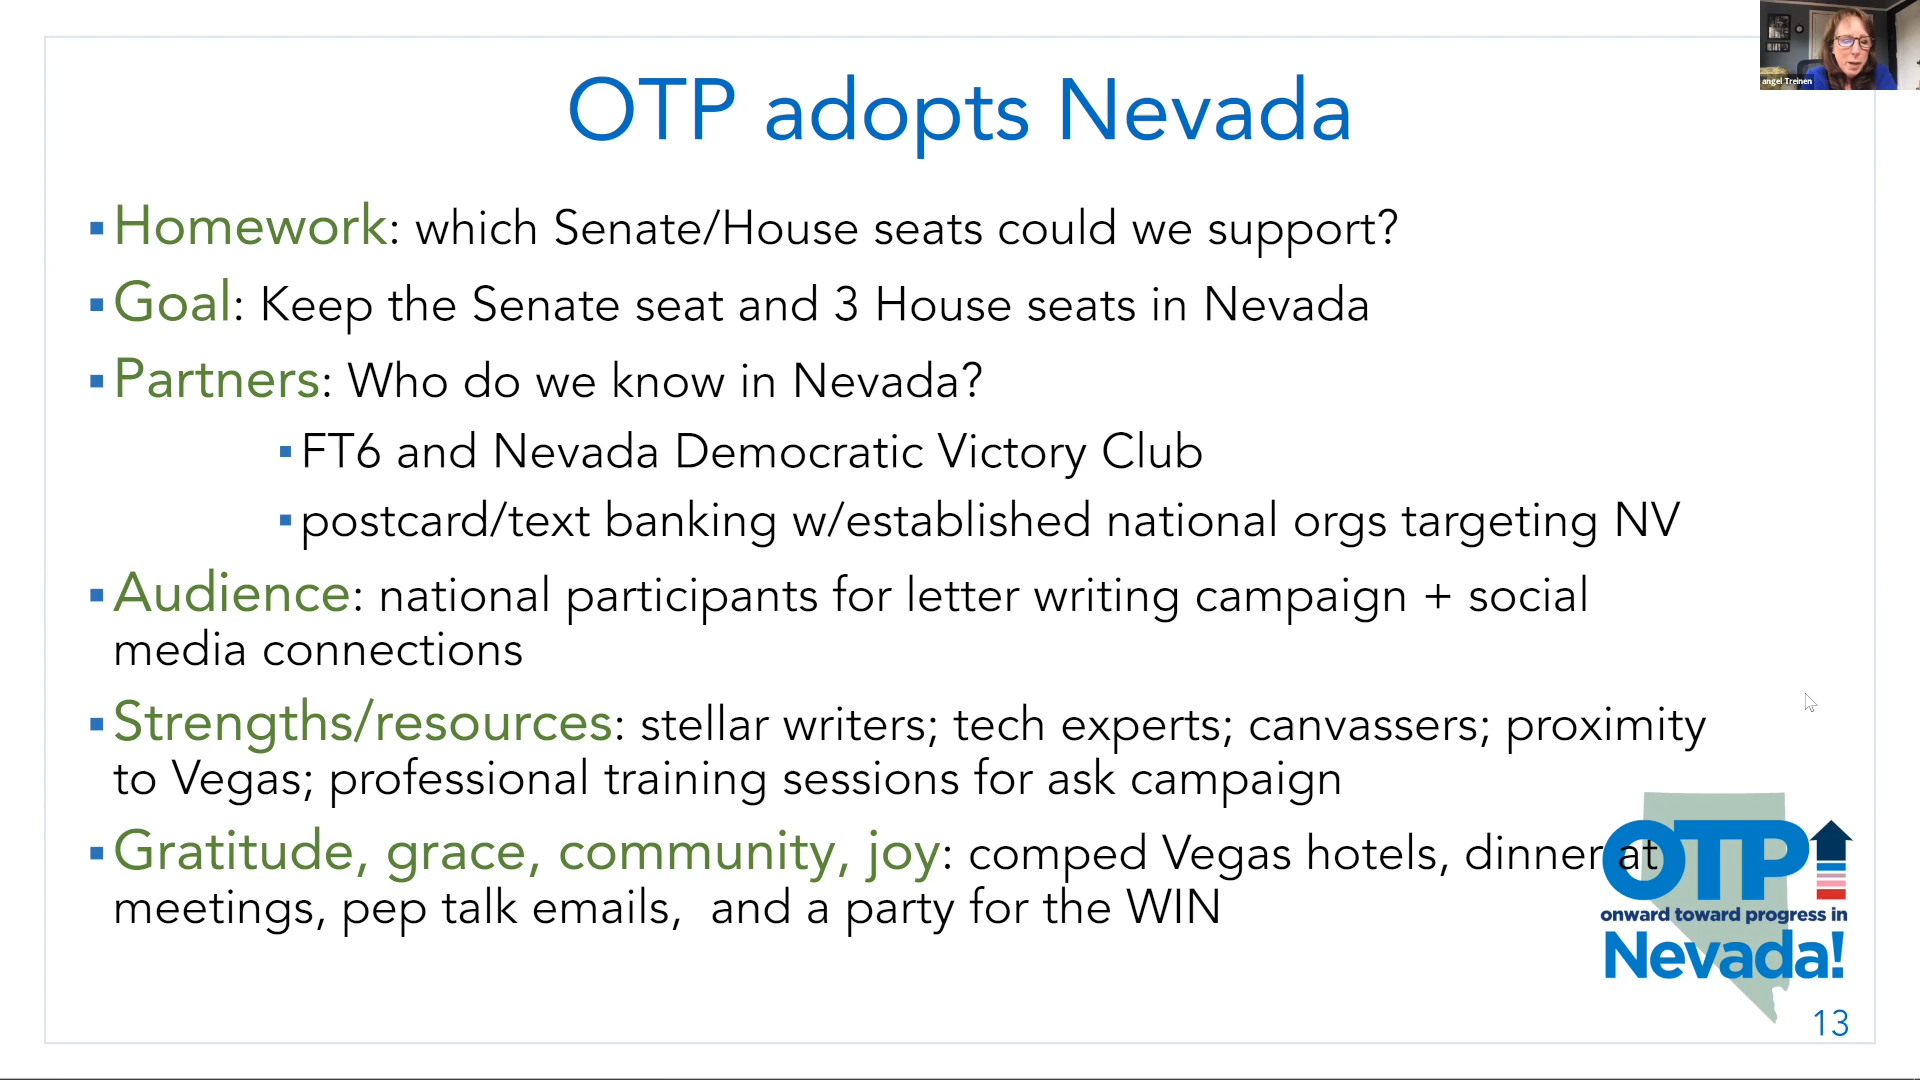 angel Treinen
OTP adopts Nevada
▪Homework: which Senate/House seats could we support?
▪Goal: Keep the Senate seat and 3 House seats in Nevada
▪Partners: Who do we know in Nevada?
▪FT6 and Nevada Democratic Victory Club
▪postcard/text banking w/established national orgs targeting NV
▪Audience: national participants for letter writing campaign + social
media connections
▪Strengths/resources: stellar writers; tech experts; canvassers; proximity
to Vegas; professional training sessions for ask campaign
▪Gratitude, grace, community, joy: comped Vegas hotels, dinner at
meetings, pep talk emails,  and a party for the WIN
OTP
onward toward progress in
Nevada!
13